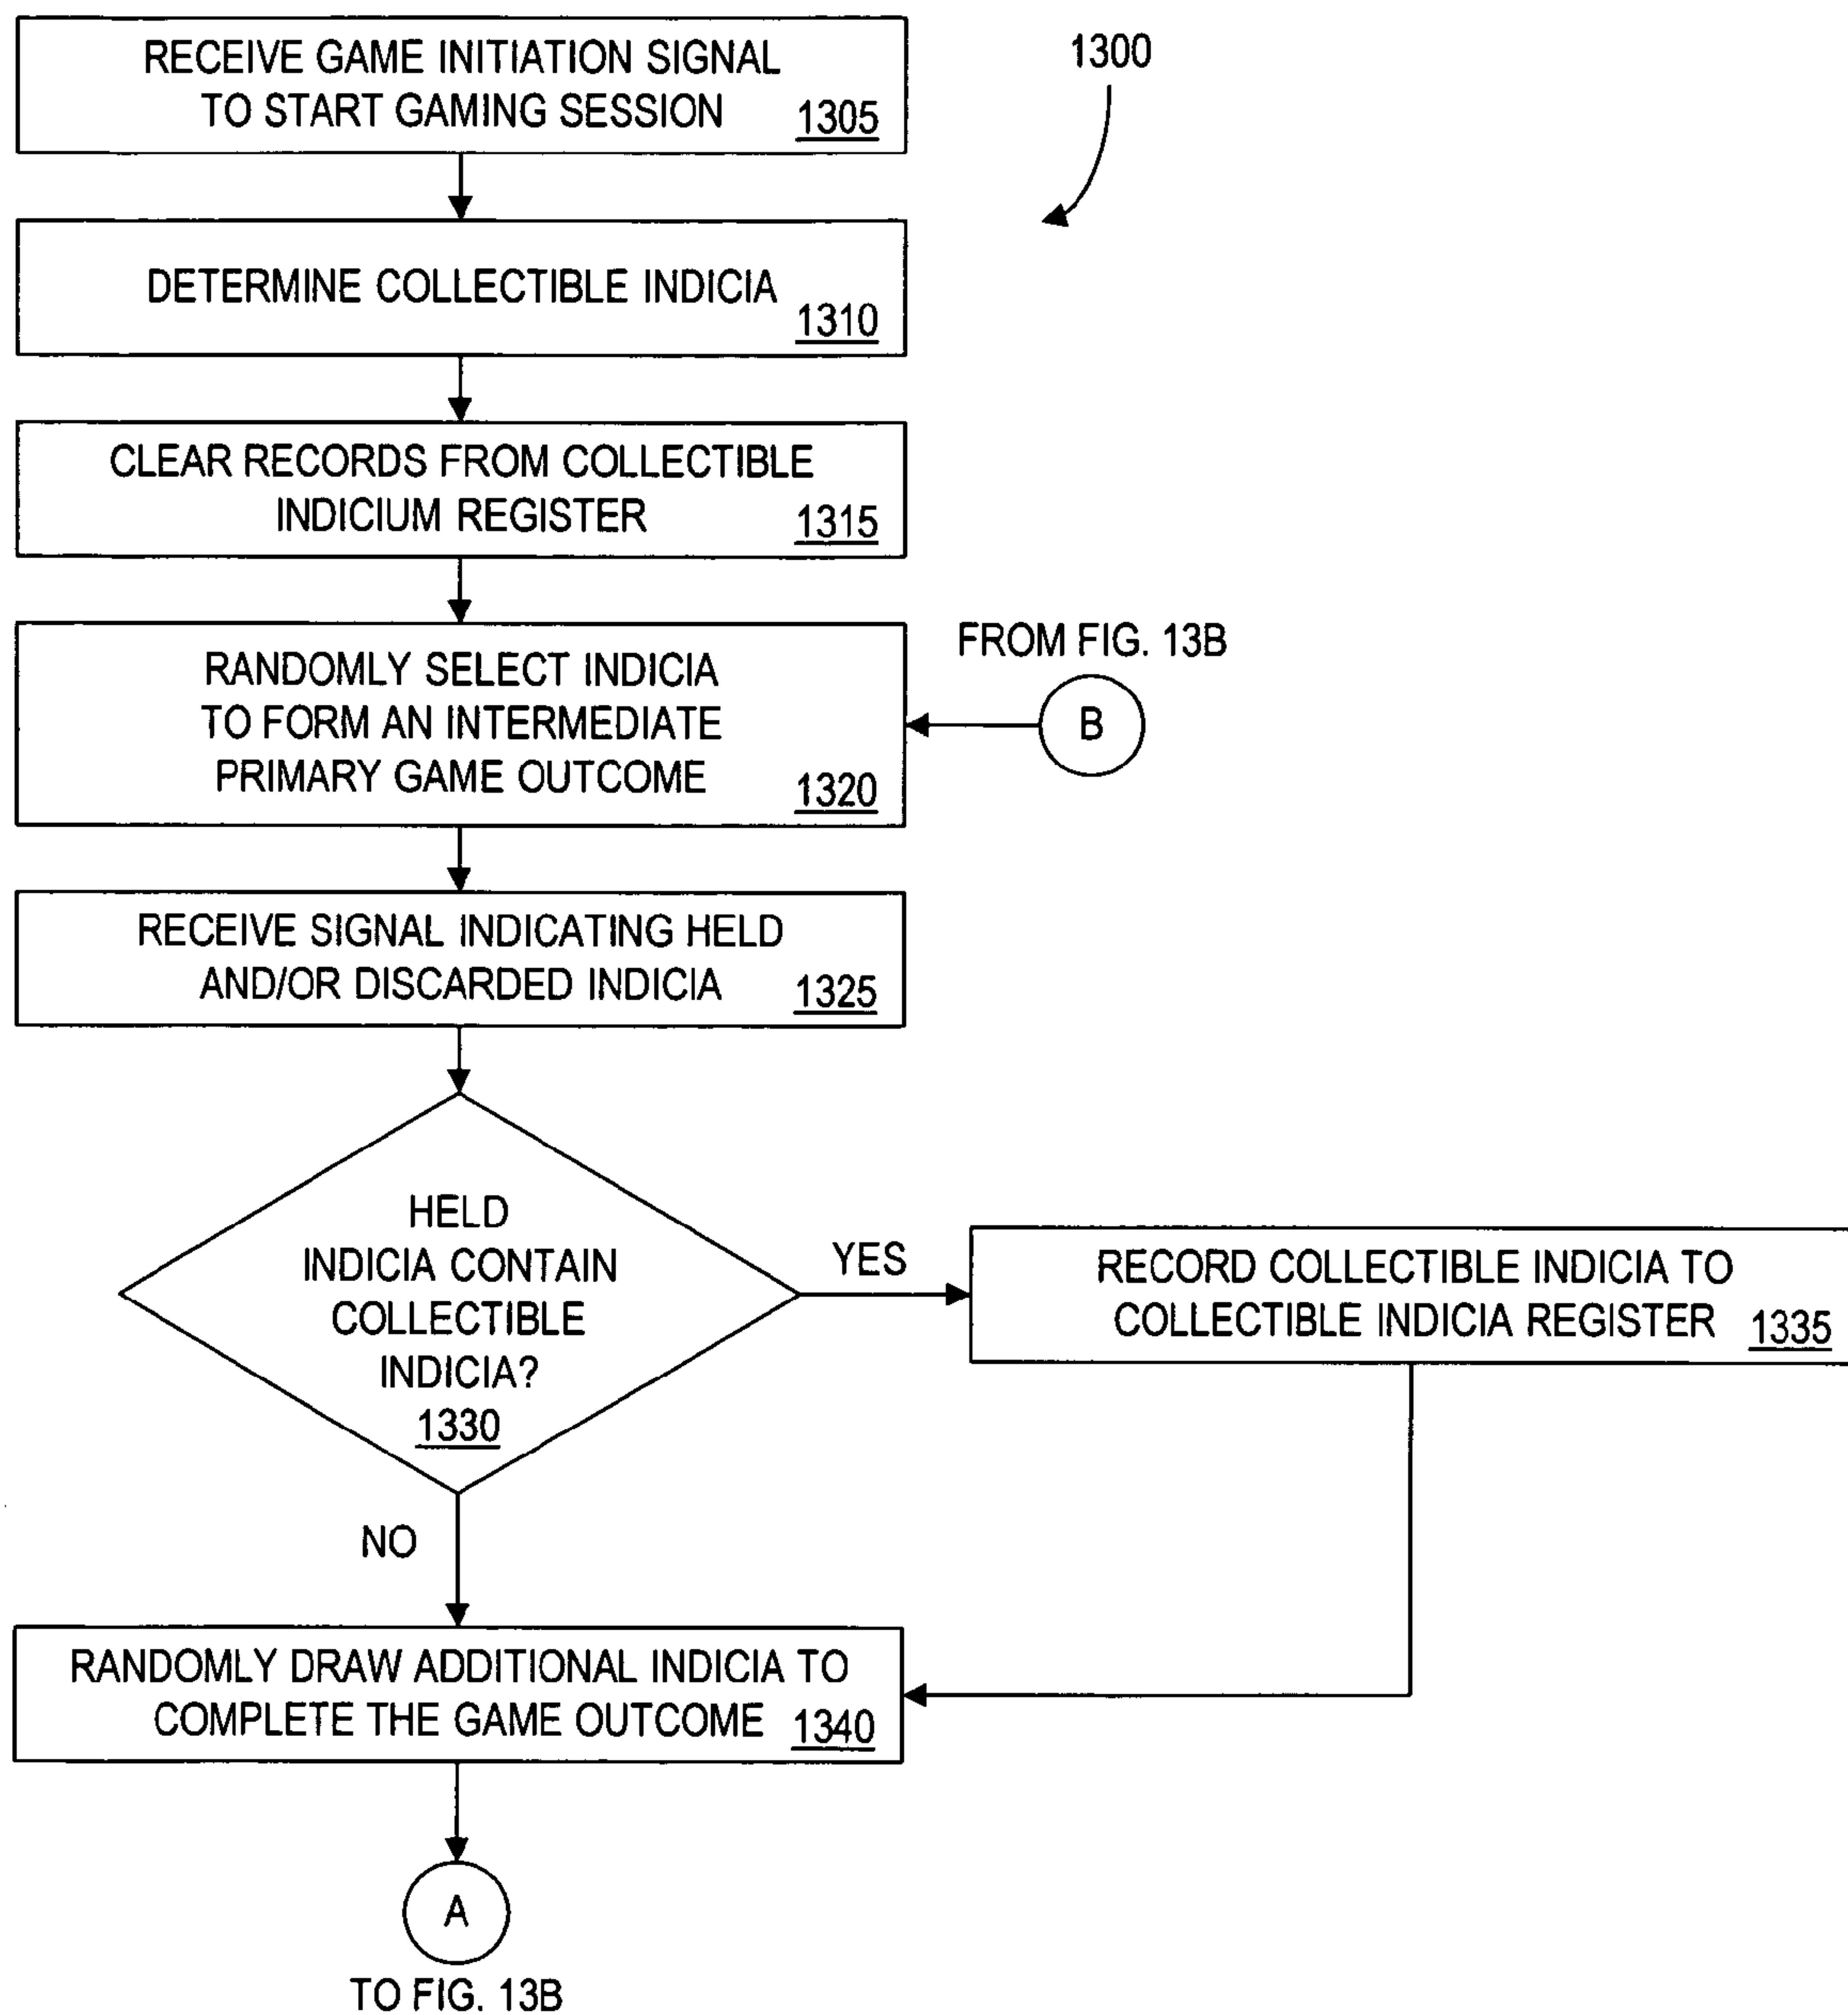 RECEIVE GAME INITIATION SIGNAL
TO START GAMING SESSION 1305
1300
DETERMINE COLLECTIBLE INDICIA
1310
CLEAR RECORDS FROM COLLECTIBLE
INDICIUM REGISTER 1315
RANDOMLY SELECT INDICIA
TO FORM AN INTERMEDIATE
PRIMARY GAME OUTCOME 1320
FROM FIG. 13B
B
RECEIVE SIGNAL INDICATING HELD
AND/OR DISCARDED INDICIA 1325
HELD
INDICIA CONTAIN
COLLECTIBLE
INDICIA?
1330
YES
RECORD COLLECTIBLE INDICIA TO
COLLECTIBLE INDICIA REGISTER 1335
NO
RANDOMLY DRAW ADDITIONAL INDICIA TO
COMPLETE THE GAME OUTCOME 1340
A
TO FIG. 13B